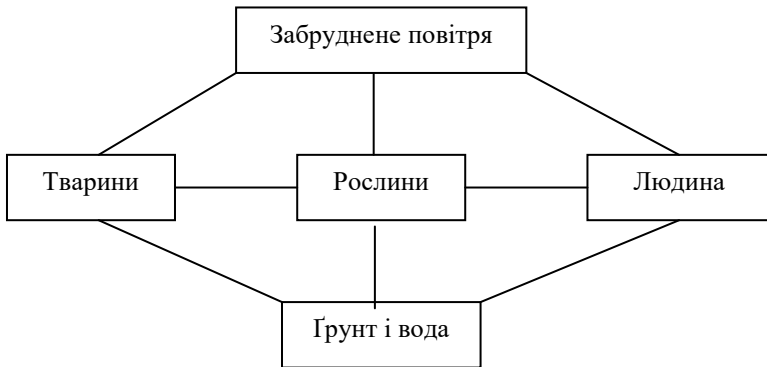 Забруднене повітря
Тварини
Рослини
Людина
Ґрунт і вода